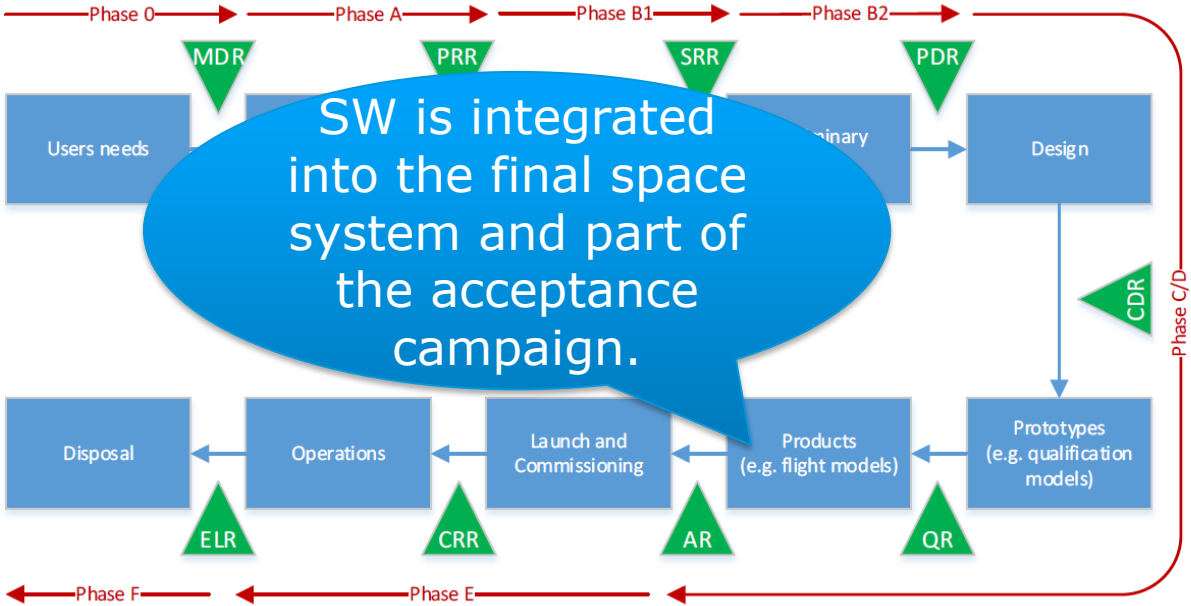 Phase 0
Phase A
Phase B1
Phase B2
MDR
PRR
SRR
PDR
Users needs
SW is integrated
into the final space
system and part of
the acceptance
campaign.
Design
CDR
Phase C/D
Disposal
Operations
Launch and
Commissioning
Products
(e.g. flight models)
Prototypes
(e.g. qualification
models)
ELR
CRR
AR
QR
Phase F
Phase E